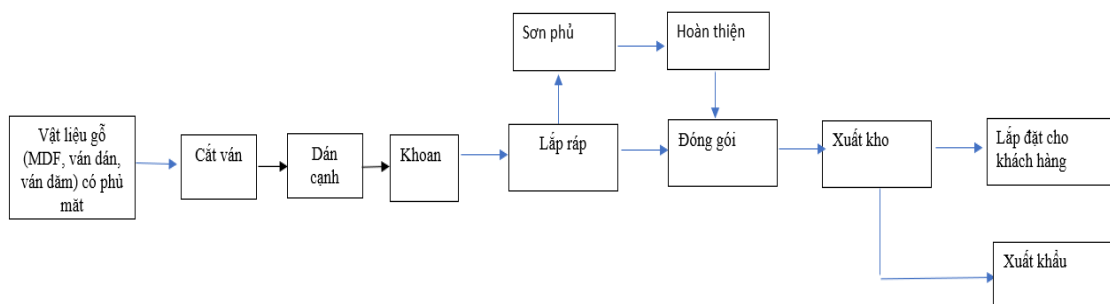 Sơn phủ
Hoàn thiện
Vật liệu gỗ
(MDF, ván dán,
ván dăm) có phủ
măt
Cắt ván
Dán
cạnh
Khoan
Lắp ráp
Đóng gói
Xuất kho
Lắp đặt cho
khách hàng
Xuất khẩu